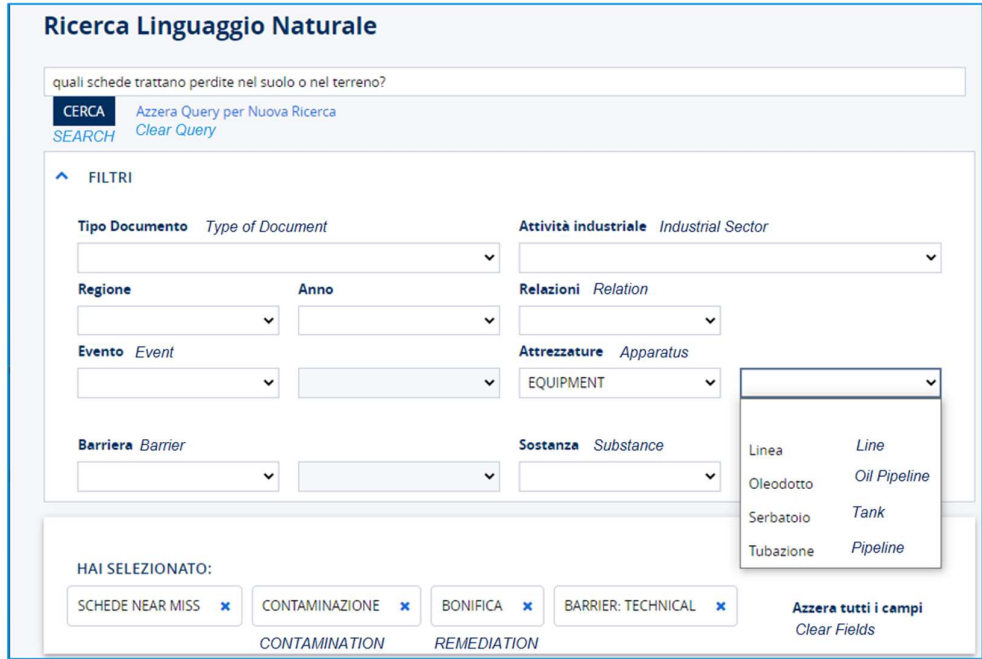 Ricerca Linguaggio Naturale
quali schede trattano perdite nel suolo o nel terreno?
CERCA Azzera Query per Nuova Ricerca
SEARCH Clear Query
FILTRI
Tipo Documento Type of Document Attività industriale Industrial Sector
Regione Anno Relazioni Relation
Evento Event Attrezzature Apparatus
EQUIPMENT
Barriera Barrier Sostanza Substance
Linea Line
Oleodotto Oil Pipeline
Serbatoio Tank
Tubazione Pipeline
HAI SELEZIONATO:
SCHEDE NEAR MISS × CONTAMINAZIONE × BONIFICA × BARRIER: TECHNICAL × Azzera tutti i campi
CONTAMINATION REMEDIATION Clear Fields